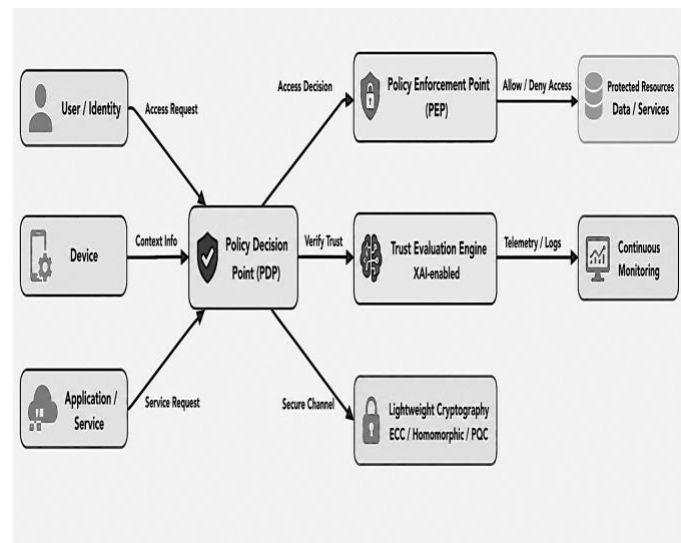 Access Decision
Policy Enforcement Point
(PEP)
Allow / Deny Access
Protected Resources
Data / Services
User / Identity
Access Request
Device
Context Info
Policy Decision
Point (PDP)
Verify Trust
Trust Evaluation Engine
XAI-enabled
Telemetry / Logs
Continuous
Monitoring
Application /
Service
Service Request
Secure Channel
Lightweight Cryptography
ECC / Homomorphic / PQC